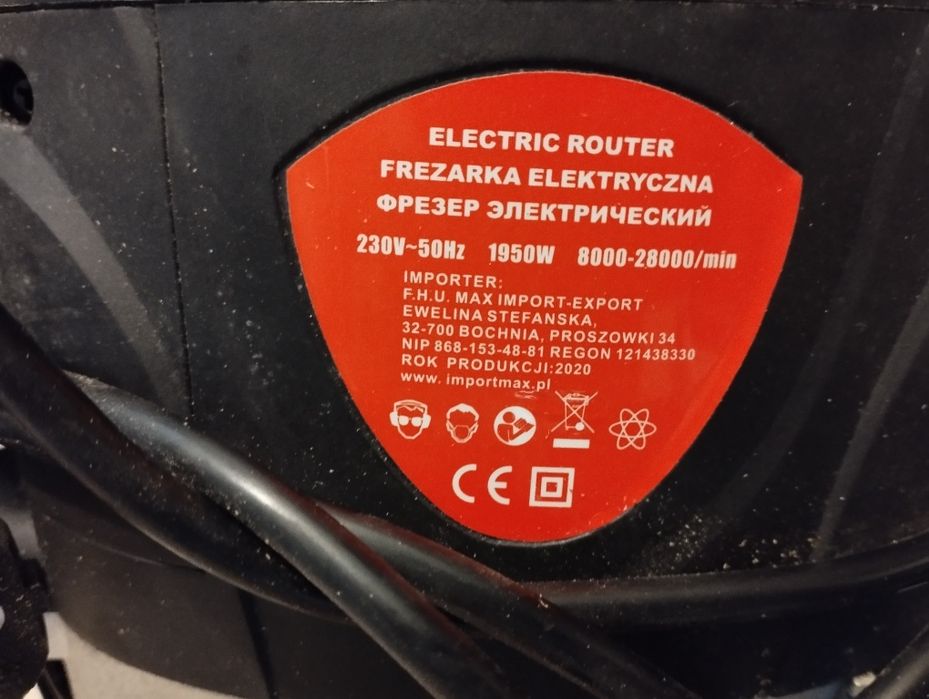 ELECTRIC ROUTER
FREZARKA ELEKTRYCZNA
ФРЕЗЕР ЭЛЕКТРИЧЕСКИЙ
230V~50Hz 1950W 8000-28000/min
IMPORTER:
F.H.U. MAX IMPORT-EXPORT
EWELINA STEFANSKA,
32-700 BOCHNIA, PROSZOWKI 34
NIP 868-153-48-81 REGON 121438330
ROK PRODUKCJI:2020
www. importmax.pl
CE